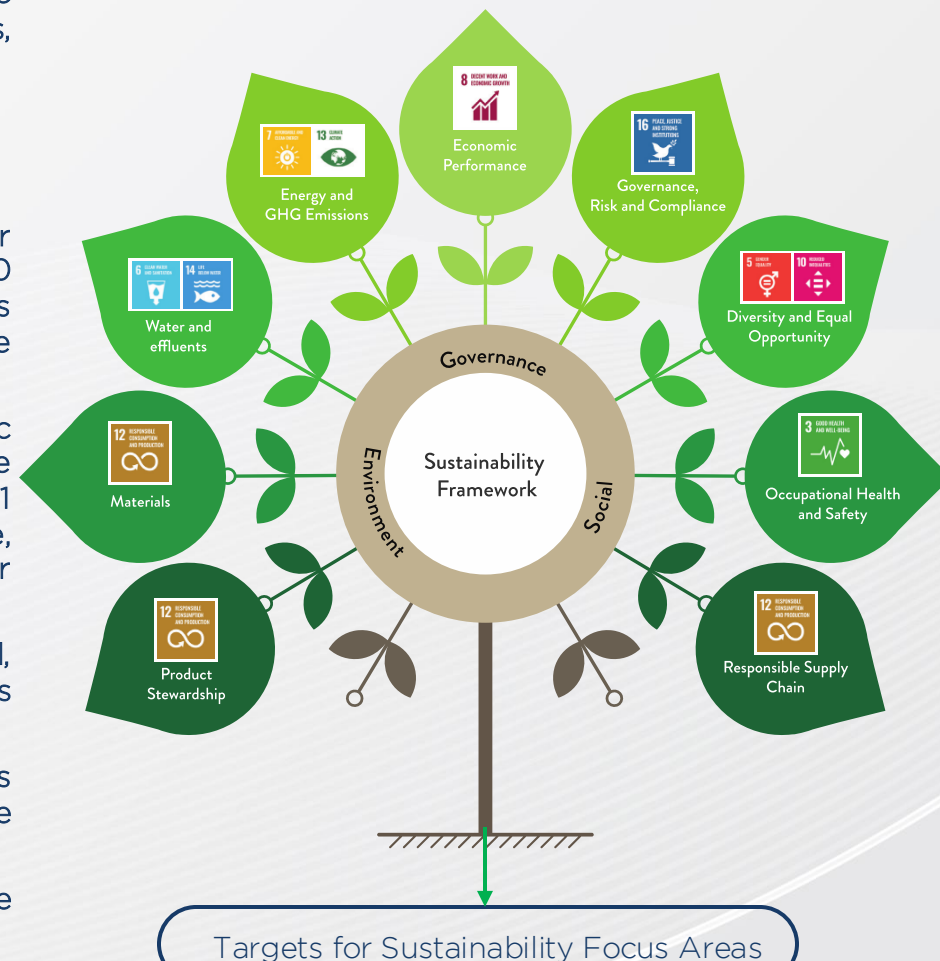 s,
r
0
s
e
c
e
1
e,
r
l,
s
s
e
e
8 DECENT WORK AND
ECONOMIC GROWTH
Economic
Performance
7 AFFORDABLE AND
CLEAN ENERGY
13 CLIMATE
ACTION
Energy and
GHG Emissions
16 PEACE, JUSTICE
AND STRONG
INSTITUTIONS
Governance,
Risk and Compliance
6 CLEAN WATER
AND SANITATION
14 LIFE
BELOW WATER
Water and
effluents
5 GENDER
EQUALITY
10 REDUCED
INEQUALITIES
Diversity and Equal
Opportunity
12 RESPONSIBLE
CONSUMPTION
AND PRODUCTION
Materials
3 GOOD HEALTH
AND WELL-BEING
Occupational Health
and Safety
12 RESPONSIBLE
CONSUMPTION
AND PRODUCTION
Product
Stewardship
12 RESPONSIBLE
CONSUMPTION
AND PRODUCTION
Responsible Supply
Chain
Governance
Environment
Social
Sustainability
Framework
Targets for Sustainability Focus Areas